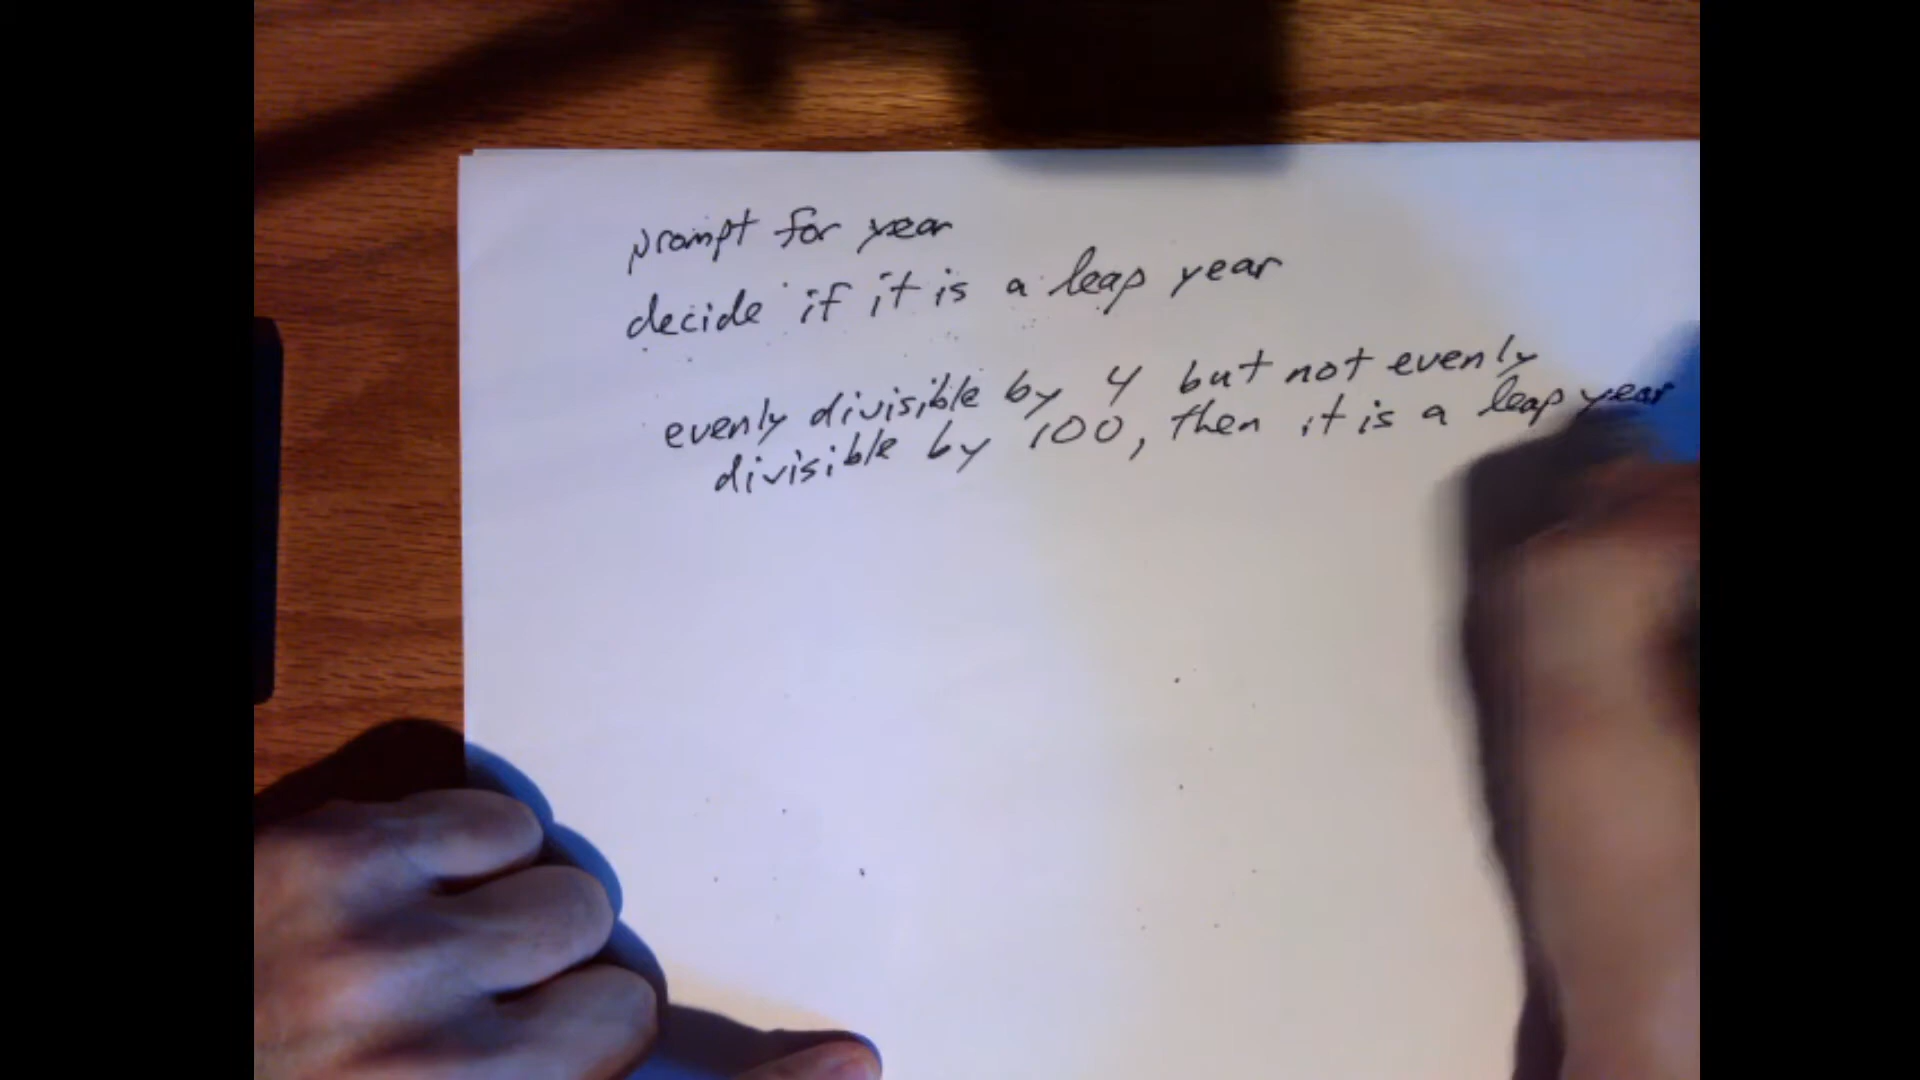 prompt for year
decide if it is a leap year
evenly divisible by 4 but not evenly
divisible by 100, then it is a leap year